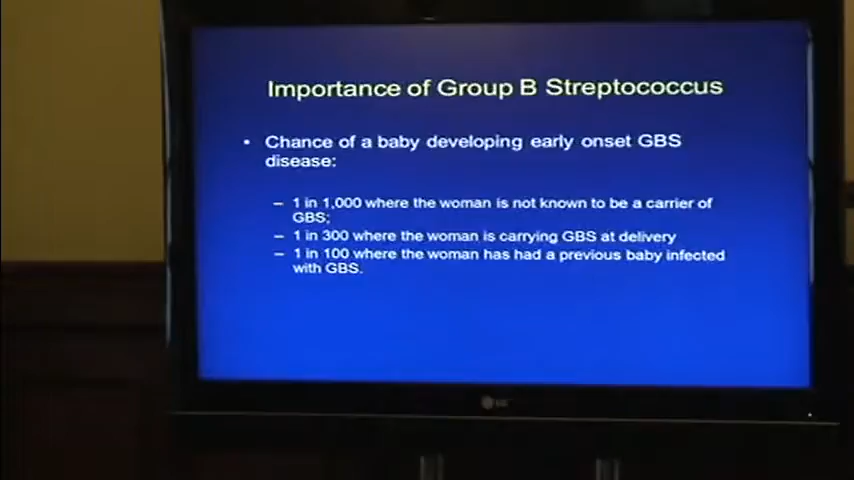 Importance of Group B Streptococcus
• Chance of a baby developing early onset GBS
disease:
– 1 in 1,000 where the woman is not known to be a carrier of
GBS;
– 1 in 300 where the woman is carrying GBS at delivery
– 1 in 100 where the woman has had a previous baby infected
with GBS.
LG